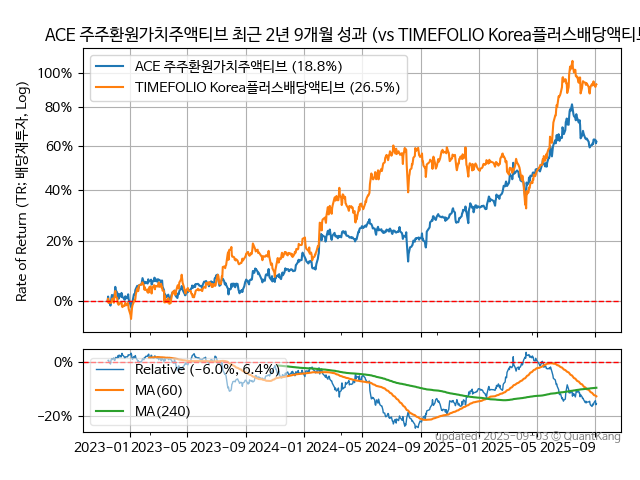 ACE 주주환원가치주액티브 최근 2년 9개월 성과 (vs TIMEFOLIO Korea플러스배당액티브
Rate of Return (TR: 배당재투자, Log)
100%
80%
60%
40%
20%
0%
ACE 주주환원가치주액티브 (18.8%)
TIMEFOLIO Korea플러스배당액티브 (26.5%)
0%
−20%
Relative (−6.0%, 6.4%)
MA(60)
MA(240)
updated: 2025-09-03 © QuantKang
2023-01 2023-05 2023-09 2024-01 2024-05 2024-09 2025-01 2025-05 2025-09